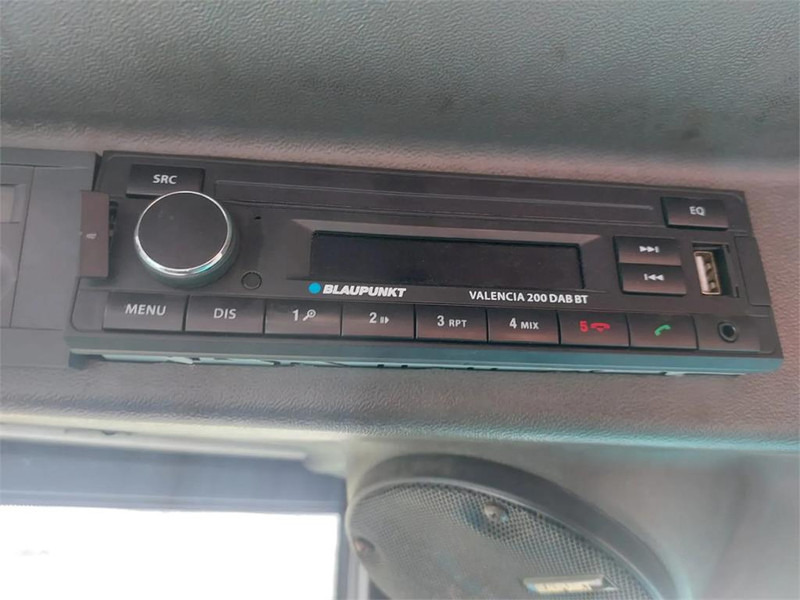 SRC
EQ
BLAUPUNKT
VALENCIA 200 DAB BT
MENU
DIS
1
2
3 RPT
4 MIX
5